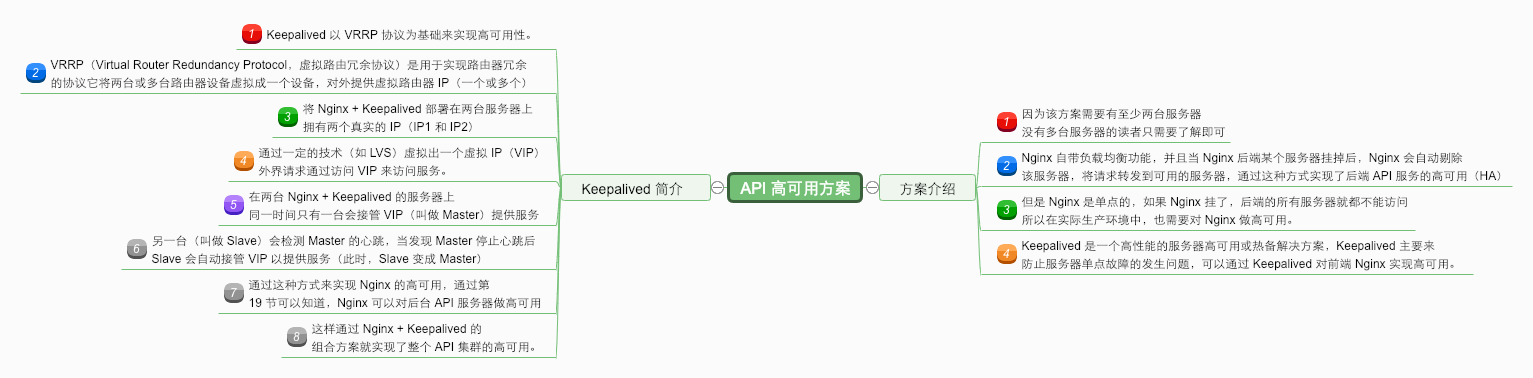 1 Keepalived 以 VRRP 协议为基础来实现高可用性。
2 VRRP（Virtual Router Redundancy Protocol，虚拟路由冗余协议）是用于实现路由器冗余
的协议它将两台或多台路由器设备虚拟成一个设备，对外提供虚拟路由器 IP（一个或多个）
3 将 Nginx + Keepalived 部署在两台服务器上
拥有两个真实的 IP（IP1 和 IP2）
4 通过一定的技术（如 LVS）虚拟出一个虚拟 IP（VIP）
外界请求通过访问 VIP 来访问服务。
5 在两台 Nginx + Keepalived 的服务器上
同一时间只有一台会接管 VIP（叫做 Master）提供服务
6 另一台（叫做 Slave）会检测 Master 的心跳，当发现 Master 停止心跳后
Slave 会自动接管 VIP 以提供服务（此时，Slave 变成 Master）
7 通过这种方式来实现 Nginx 的高可用，通过第
19 节可以知道，Nginx 可以对后台 API 服务器做高可用
8 这样通过 Nginx + Keepalived 的
组合方案就实现了整个 API 集群的高可用。
Keepalived 简介
API 高可用方案
方案介绍
1 因为该方案需要有至少两台服务器
没有多台服务器的读者只需要了解即可
2 Nginx 自带负载均衡功能，并且当 Nginx 后端某个服务器挂掉后，Nginx 会自动剔除
该服务器，将请求转发到可用的服务器，通过这种方式实现了后端 API 服务的高可用（HA）
3 但是 Nginx 是单点的，如果 Nginx 挂了，后端的所有服务器就都不能访问
所以在实际生产环境中，也需要对 Nginx 做高可用。
4 Keepalived 是一个高性能的服务器高可用或热备解决方案，Keepalived 主要来
防止服务器单点故障的发生问题，可以通过 Keepalived 对前端 Nginx 实现高可用。